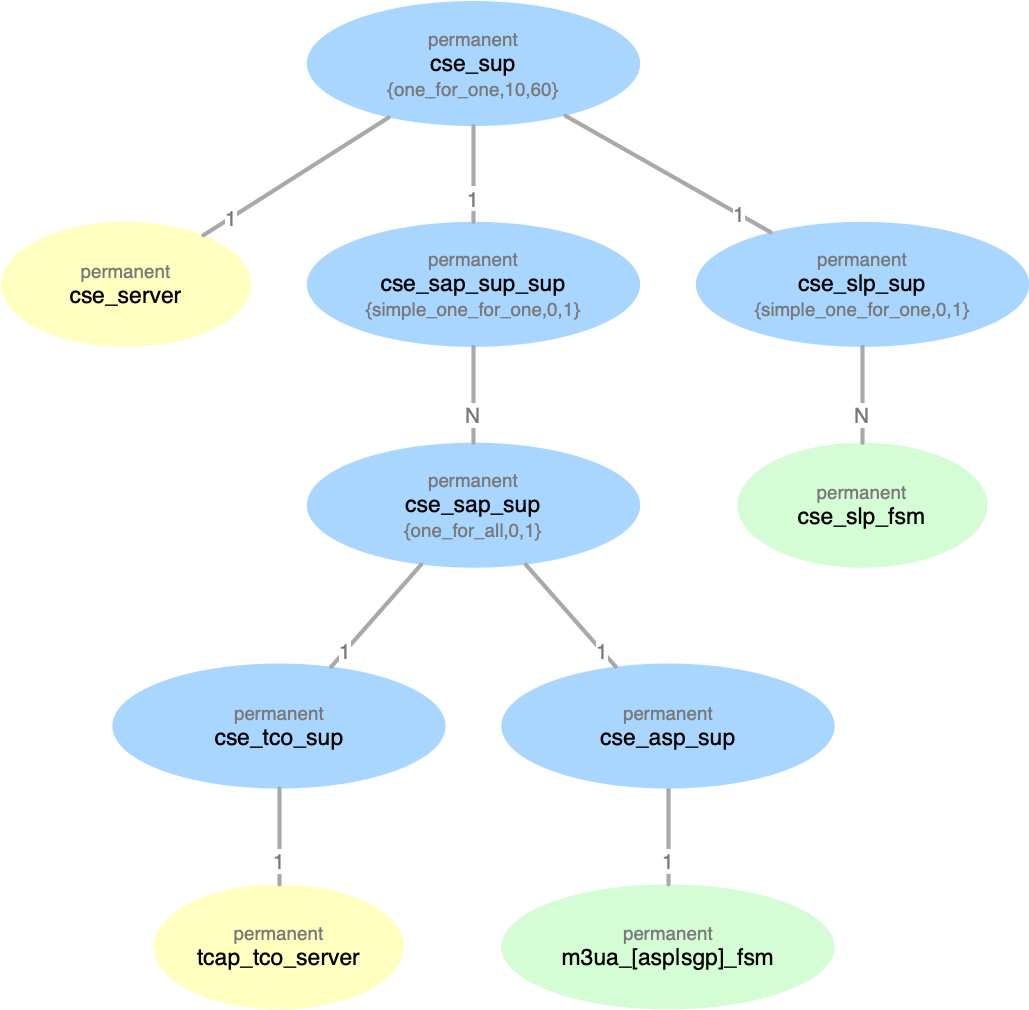 permanent
cse_sup
{one_for_one,10,60}
1
1
1
permanent
cse_server
permanent
cse_sap_sup_sup
{simple_one_for_one,0,1}
permanent
cse_slp_sup
{simple_one_for_one,0,1}
N
N
permanent
cse_sap_sup
{one_for_all,0,1}
permanent
cse_slp_fsm
1
1
permanent
cse_tco_sup
permanent
cse_asp_sup
1
1
permanent
tcap_tco_server
permanent
m3ua_[asp|sgp]_fsm